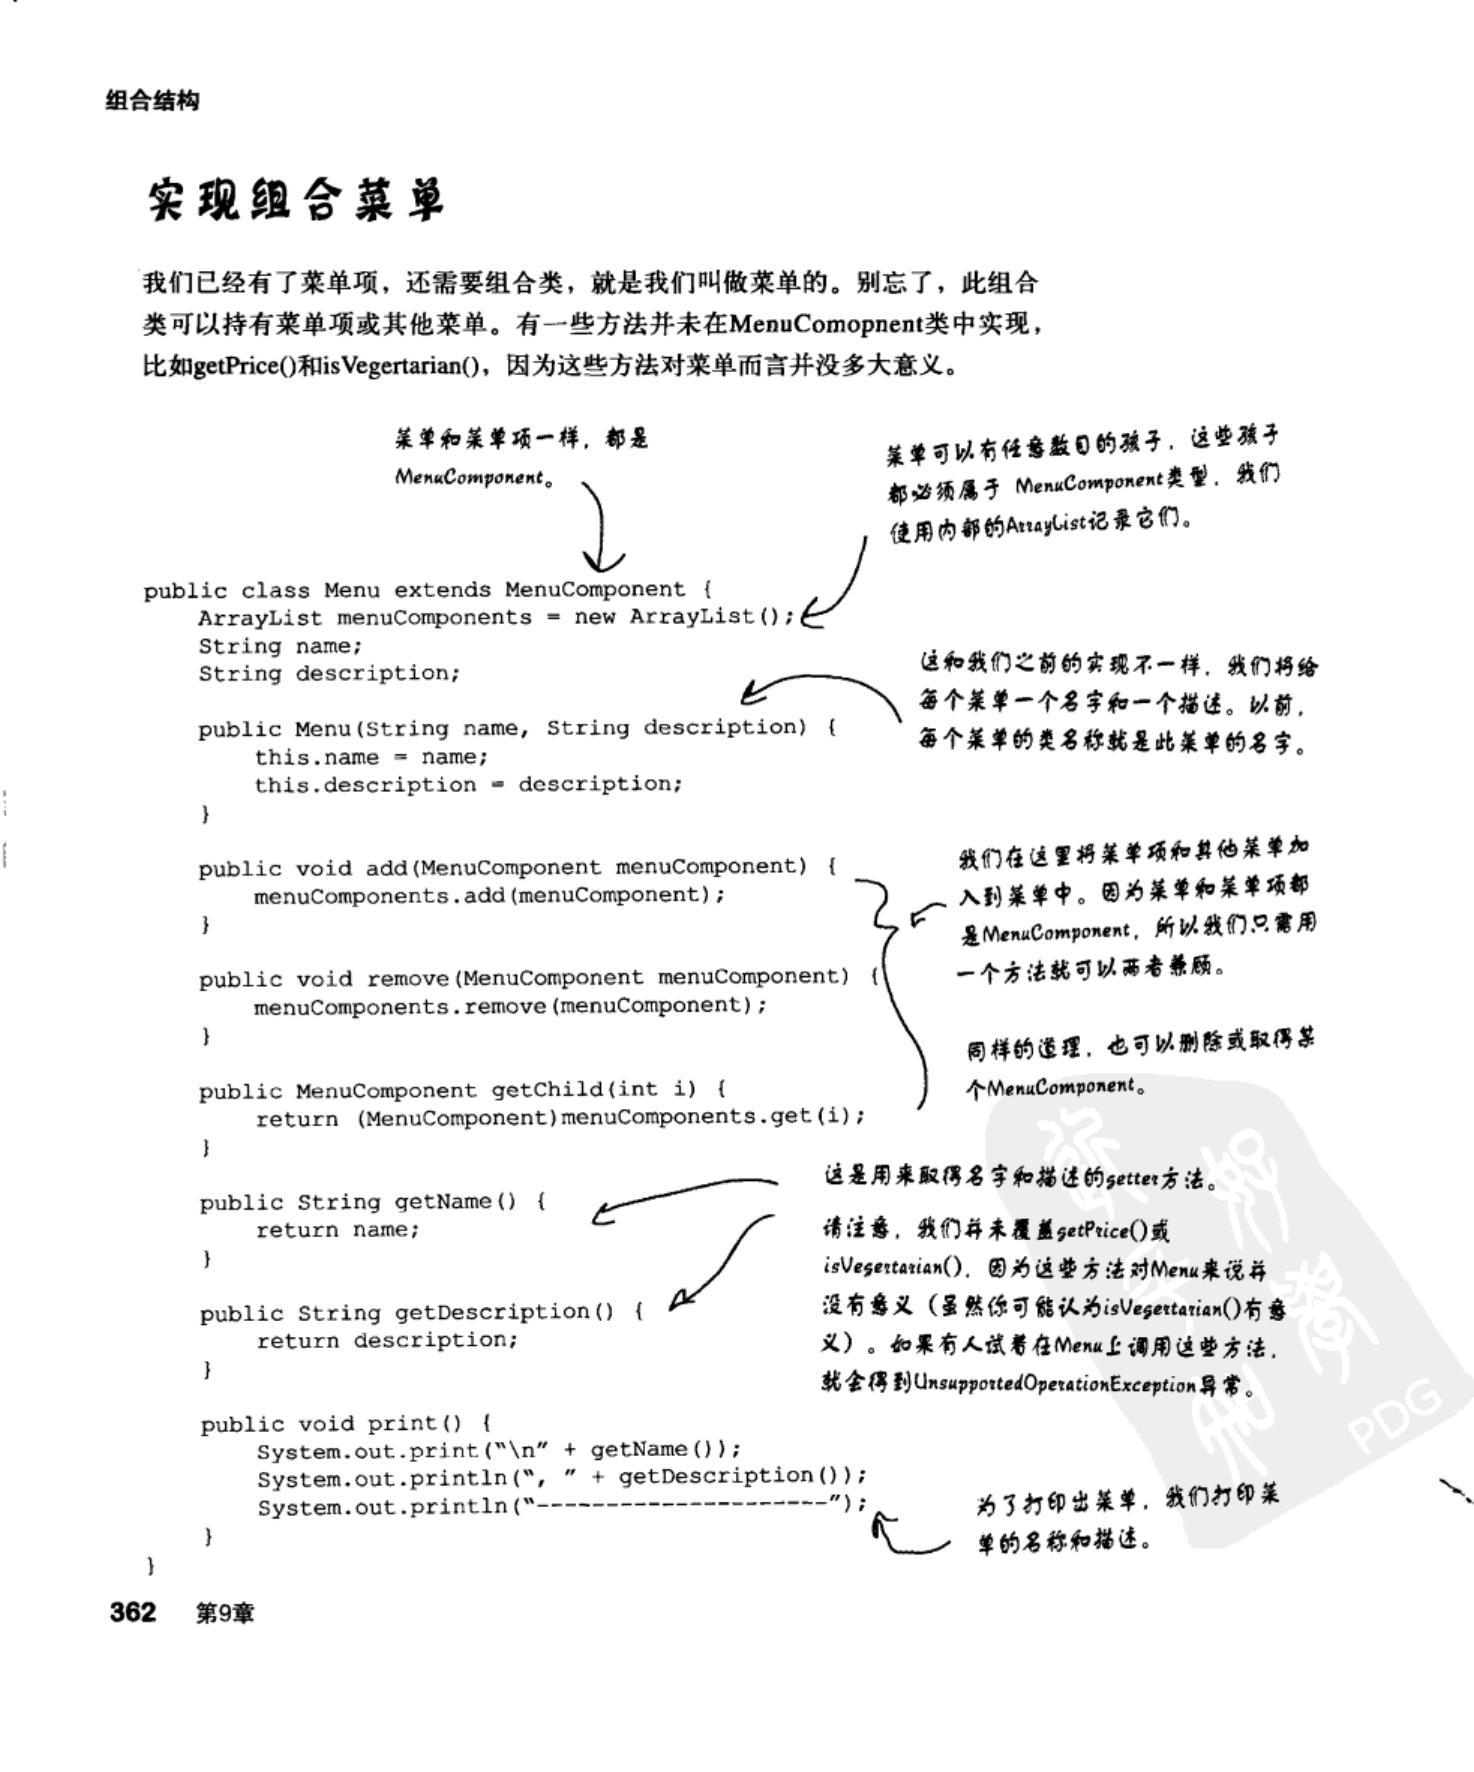 组合结构
实现组合菜单
我们已经有了菜单项，还需要组合类，就是我们叫做菜单的。别忘了，此组合
类可以持有菜单项或其他菜单。有一些方法并未在MenuComopnent类中实现，
比如getPrice()和isVegertarian()，因为这些方法对菜单而言并没多大意义。
菜单和菜单项一样，都是
MenuComponent。
菜单可以有任意数目的孩子，这些孩子
都必须属于 MenuComponent类型，我们
使用内部的ArrayList记录它们。
public class Menu extends MenuComponent {
ArrayList menuComponents = new ArrayList();
String name;
String description;
这和我们之前的实现不一样，我们将给
每个菜单一个名字和一个描述。以前，
每个菜单的类名称就是此菜单的名字。
public Menu(String name, String description) {
this.name = name;
this.description = description;
}
public void add(MenuComponent menuComponent) {
menuComponents.add(menuComponent);
}
我们在这里将菜单项和其他菜单加
入到菜单中。因为菜单和菜单项都
是MenuComponent，所以我们只需用
一个方法就可以两者兼顾。
public void remove(MenuComponent menuComponent) {
menuComponents.remove(menuComponent);
}
同样的道理，也可以删除或取得某
个MenuComponent。
public MenuComponent getChild(int i) {
return (MenuComponent)menuComponents.get(i);
}
这是用来取得名字和描述的getter方法。
public String getName() {
return name;
}
请注意，我们并未覆盖getPrice()或
isVegertarian()，因为这些方法对Menu来说并
没有意义（虽然你可能认为isVegertarian()有意
义）。如果有人试着在Menu上调用这些方法，
就会得到UnsupportedOperationException异常。
public String getDescription() {
return description;
}
public void print() {
System.out.print("\n" + getName());
System.out.println(", " + getDescription());
System.out.println("---------------------");
}
}
为了打印出菜单，我们打印菜
单的名称和描述。
PDG
362 第9章